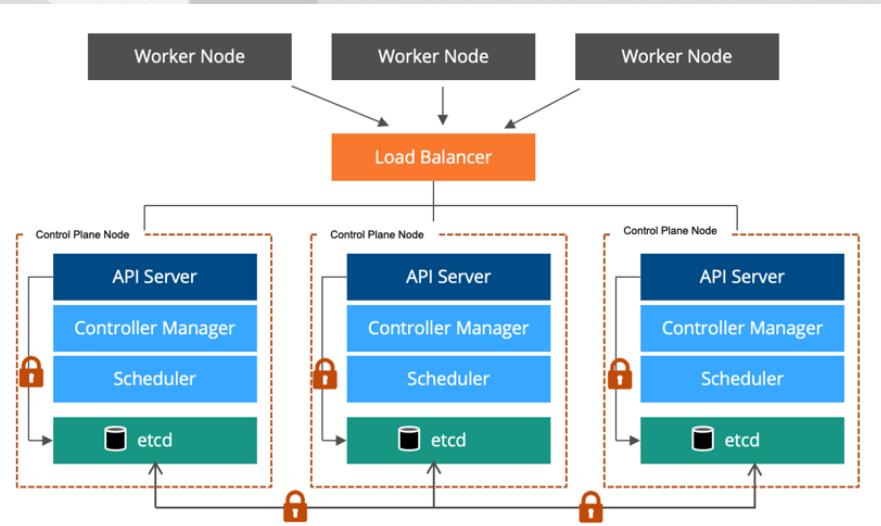 Worker Node
Worker Node
Worker Node
Load Balancer
Control Plane Node
API Server
Controller Manager
Scheduler
etcd
Control Plane Node
API Server
Controller Manager
Scheduler
etcd
Control Plane Node
API Server
Controller Manager
Scheduler
etcd